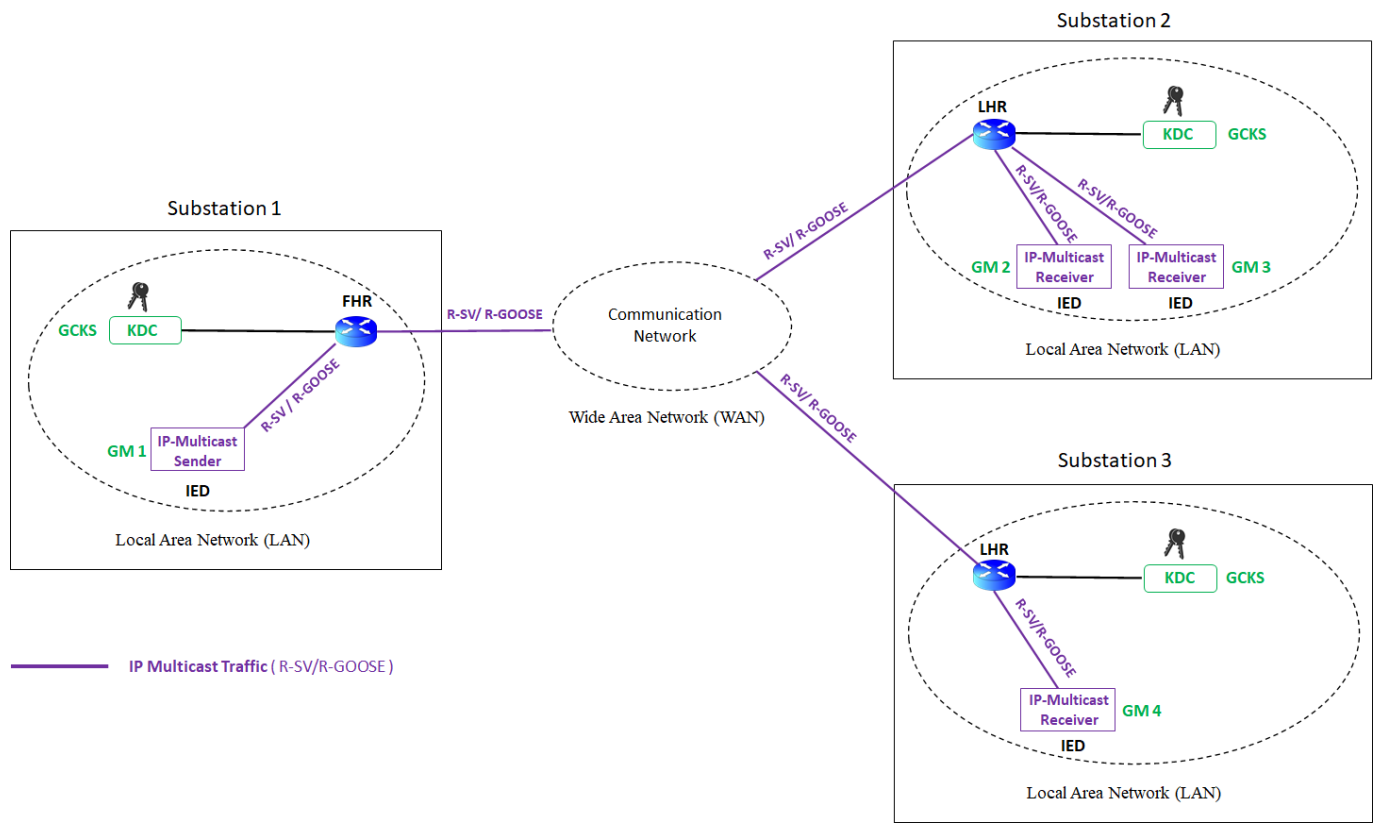 Substation 1
FHR
GCKS
KDC
R-SV / R-GOOSE
GM 1
IP-Multicast
Sender
IED
Local Area Network (LAN)
R-SV/ R-GOOSE
Communication
Network
Wide Area Network (WAN)
R-SV/ R-GOOSE
R-SV/ R-GOOSE
Substation 2
LHR
KDC
GCKS
R-SV/R-GOOSE
R-SV/R-GOOSE
GM 2
IP-Multicast
Receiver
IED
IP-Multicast
Receiver
GM 3
IED
Local Area Network (LAN)
Substation 3
LHR
KDC
GCKS
R-SV/R-GOOSE
IP-Multicast
Receiver
GM 4
IED
Local Area Network (LAN)
IP Multicast Traffic ( R-SV/R-GOOSE )